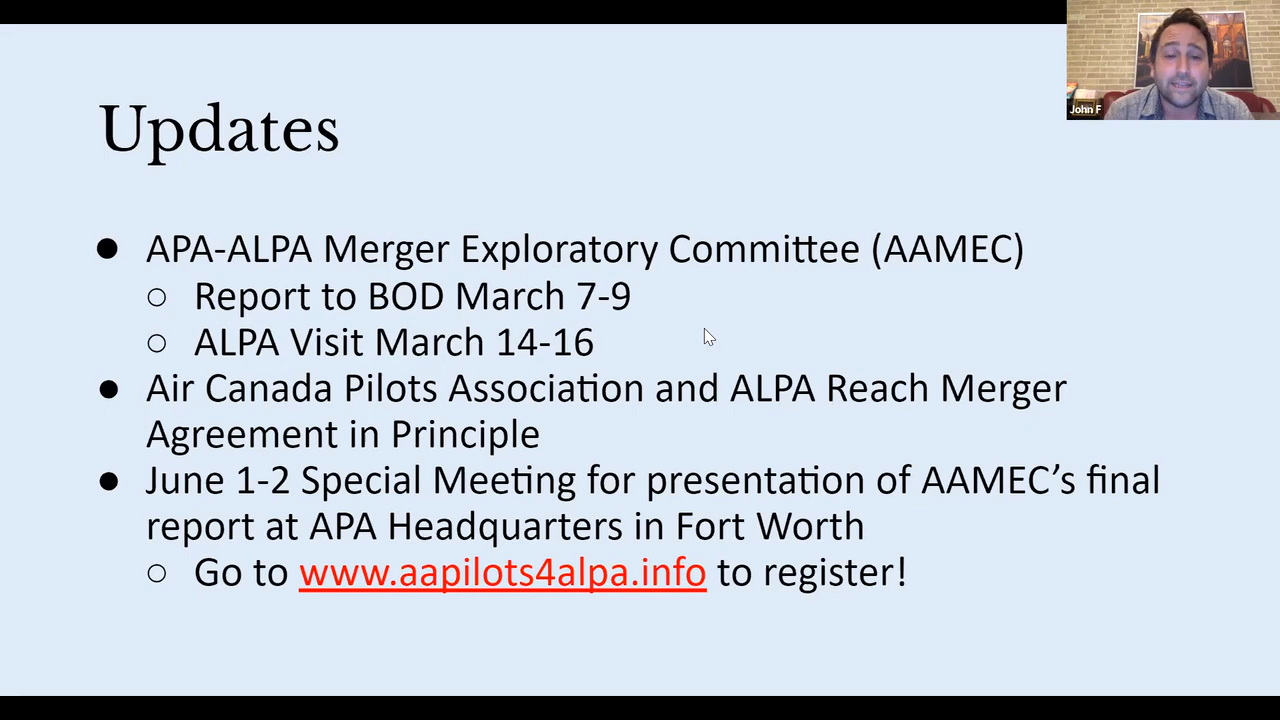 John F
Updates
● APA-ALPA Merger Exploratory Committee (AAMEC)
○ Report to BOD March 7-9
○ ALPA Visit March 14-16
● Air Canada Pilots Association and ALPA Reach Merger
Agreement in Principle
● June 1-2 Special Meeting for presentation of AAMEC’s final
report at APA Headquarters in Fort Worth
○ Go to www.aapilots4alpa.info to register!